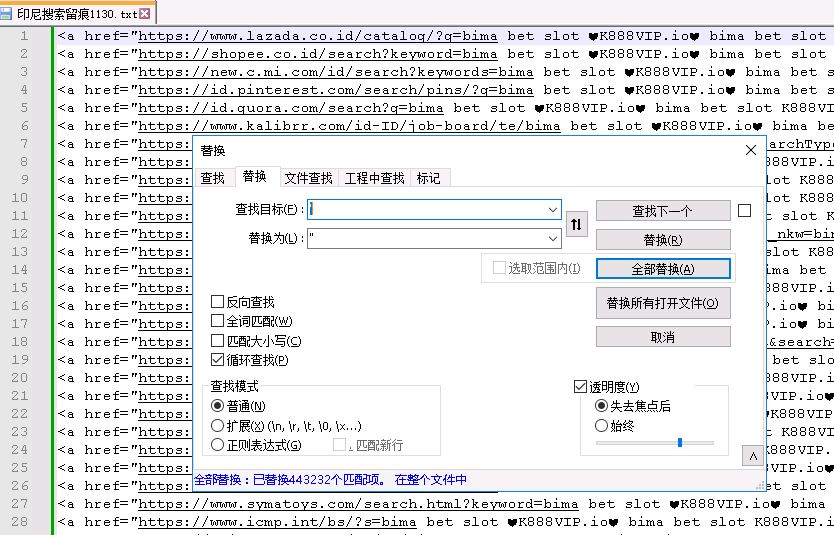 印尼搜索留痕1130.txt
1 <a href="https://www.lazada.co.id/catalog/?q=bima bet slot ♥K888VIP.io♥ bima bet slot
2 <a href="https://shopee.co.id/search?keyword=bima bet slot ♥K888VIP.io♥ bima bet slot
3 <a href="https://new.c.mi.com/id/search?keywords=bima bet slot ♥K888VIP.io♥ bima bet
4 <a href="https://id.pinterest.com/search/pins/?q=bima bet slot ♥K888VIP.io♥ bima bet
5 <a href="https://id.quora.com/search?q=bima bet slot ♥K888VIP.io♥ bima bet slot K888V
6 <a href="https://www.kalibrr.com/id-ID/job-board/te/bima bet slot ♥K888VIP.io♥ bima be
7 <a href="https: archType
8 <a href="https: 888VIP.i
9 <a href="https: slot K8
10 <a href="https: K888VIP.
11 <a href="https: t slot K
12 <a href="https: _nkw=bim
13 <a href="https: slot K88
14 <a href="https: ima bet
15 <a href="https: 888VIP.i
16 <a href="https: P.io♥ bi
17 <a href="https: io♥ bima
18 <a href="https: &search=
19 <a href="https: bet slo
20 <a href="https: 888VIP.i
21 <a href="https: ♥ bima b
22 <a href="https: ♥K888VIP
23 <a href="https: a bet sl
24 <a href="https: bet slot
25 <a href="https: IP.io♥ b
26 <a href="https: K888VIP.
27 <a href="https://www.symatoys.com/search.html?keyword=bima bet slot ♥K888VIP.io♥ bima
28 <a href="https://www.icmp.int/bs/?s=bima bet slot ♥K888VIP.io♥ bima bet slot K888VIP.
替换
查找 替换 文件查找 工程中查找 标记
查找目标(F)： 查找下一个
替换为(L)： " 替换(R)
选取范围内(I) 全部替换(A)
反向查找 替换所有打开文件(O)
全词匹配(W)
匹配大小写(C) 取消
循环查找(P)
查找模式 透明度(Y)
普通(N) 失去焦点后
扩展(X) (\n, \r, \t, \0, \x...) 始终
正则表达式(G) . 匹配新行
全部替换：已替换443232个匹配项。 在整个文件中